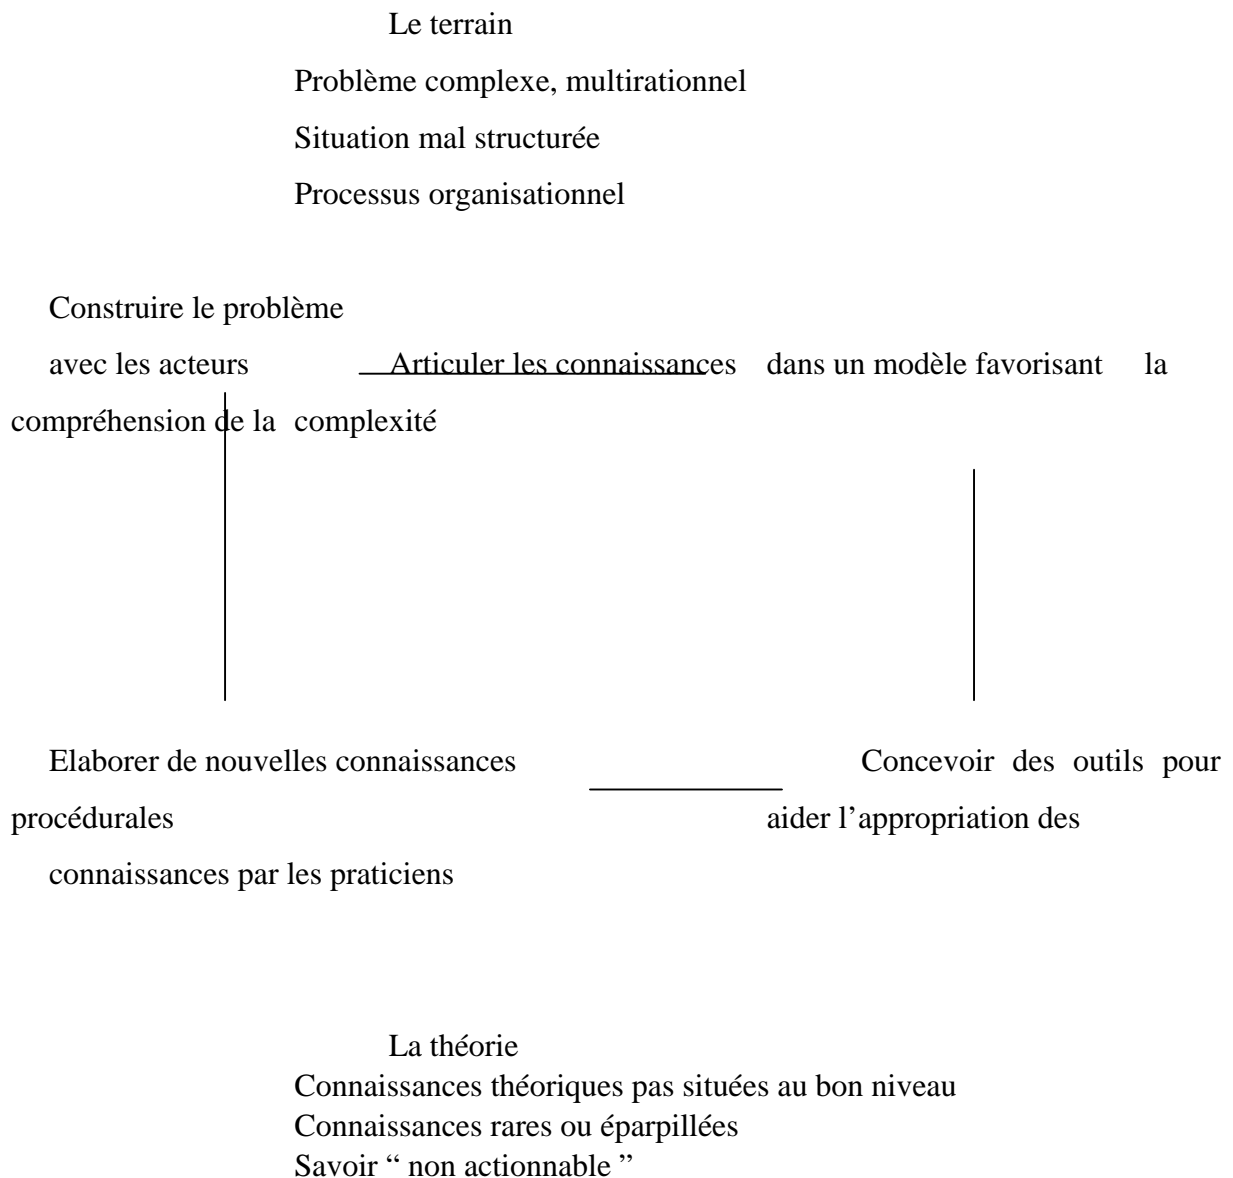 Le terrain
Problème complexe, multirationnel
Situation mal structurée
Processus organisationnel
Construire le problème
avec les acteurs Articuler les connaissances dans un modèle favorisant la
compréhension de la complexité
Elaborer de nouvelles connaissances Concevoir des outils pour
procédurales aider l’appropriation des
connaissances par les praticiens
La théorie
Connaissances théoriques pas situées au bon niveau
Connaissances rares ou éparpillées
Savoir “ non actionnable ”